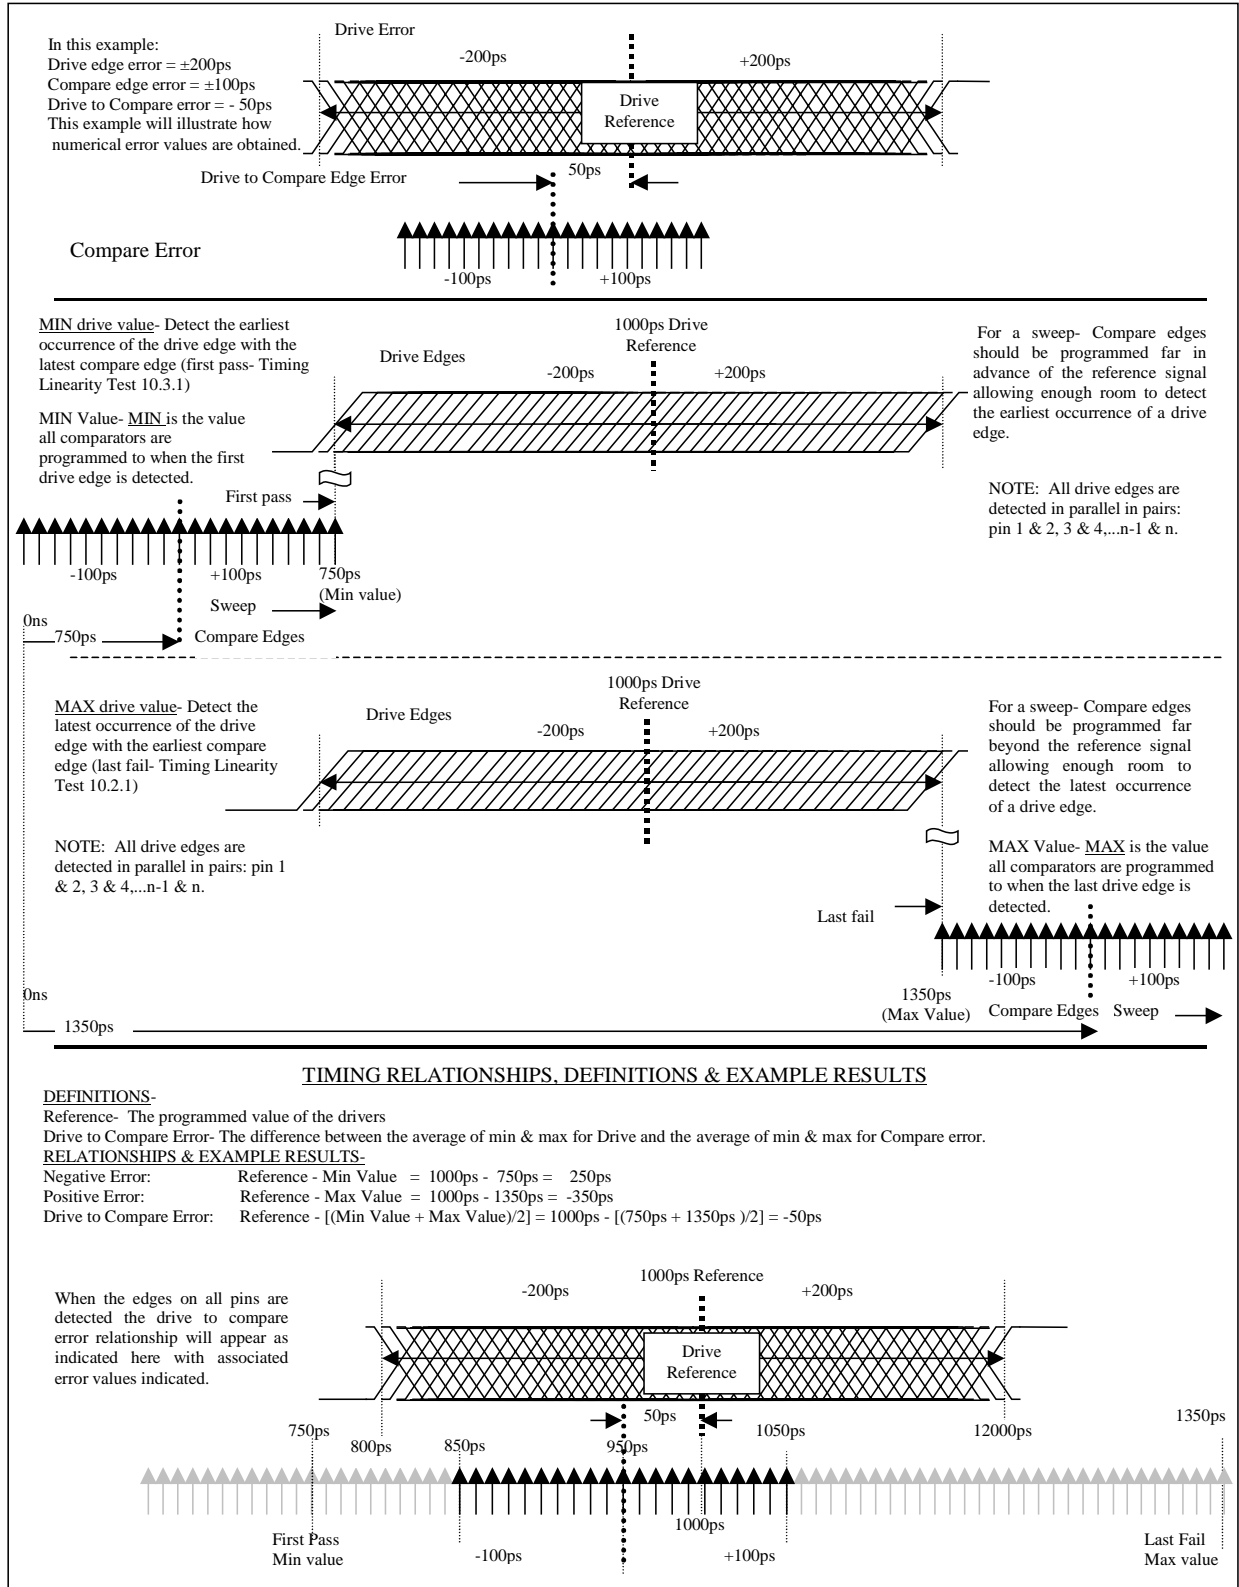 In this example:
Drive edge error = ±200ps
Compare edge error = ±100ps
Drive to Compare error = - 50ps
This example will illustrate how
numerical error values are obtained.
Drive Error
-200ps
+200ps
Drive
Reference
50ps
Drive to Compare Edge Error
Compare Error
-100ps
+100ps
MIN drive value- Detect the earliest
occurrence of the drive edge with the
latest compare edge (first pass- Timing
Linearity Test 10.3.1)
MIN Value- MIN is the value
all comparators are
programmed to when the first
drive edge is detected.
1000ps Drive
Reference
Drive Edges
-200ps
+200ps
For a sweep- Compare edges
should be programmed far in
advance of the reference signal
allowing enough room to detect
the earliest occurrence of a drive
edge.
NOTE: All drive edges are
detected in parallel in pairs:
pin 1 & 2, 3 & 4,...n-1 & n.
First pass
-100ps
+100ps
750ps
(Min value)
Sweep
0ns
750ps
Compare Edges
MAX drive value- Detect the
latest occurrence of the drive
edge with the earliest compare
edge (last fail- Timing Linearity
Test 10.2.1)
NOTE: All drive edges are
detected in parallel in pairs: pin 1
& 2, 3 & 4,...n-1 & n.
1000ps Drive
Reference
Drive Edges
-200ps
+200ps
For a sweep- Compare edges
should be programmed far
beyond the reference signal
allowing enough room to
detect the latest occurrence
of a drive edge.
MAX Value- MAX is the value
all comparators are programmed
to when the last drive edge is
detected.
Last fail
-100ps
+100ps
0ns
1350ps
(Max Value)
Compare Edges
Sweep
1350ps
TIMING RELATIONSHIPS, DEFINITIONS & EXAMPLE RESULTS
DEFINITIONS-
Reference- The programmed value of the drivers
Drive to Compare Error- The difference between the average of min & max for Drive and the average of min & max for Compare error.
RELATIONSHIPS & EXAMPLE RESULTS-
Negative Error: Reference - Min Value = 1000ps - 750ps = 250ps
Positive Error: Reference - Max Value = 1000ps - 1350ps = -350ps
Drive to Compare Error: Reference - [(Min Value + Max Value)/2] = 1000ps - [(750ps + 1350ps )/2] = -50ps
When the edges on all pins are
detected the drive to compare
error relationship will appear as
indicated here with associated
error values indicated.
1000ps Reference
-200ps
+200ps
Drive
Reference
50ps
750ps
800ps
850ps
950ps
1050ps
12000ps
1350ps
1000ps
First Pass
Min value
-100ps
+100ps
Last Fail
Max value